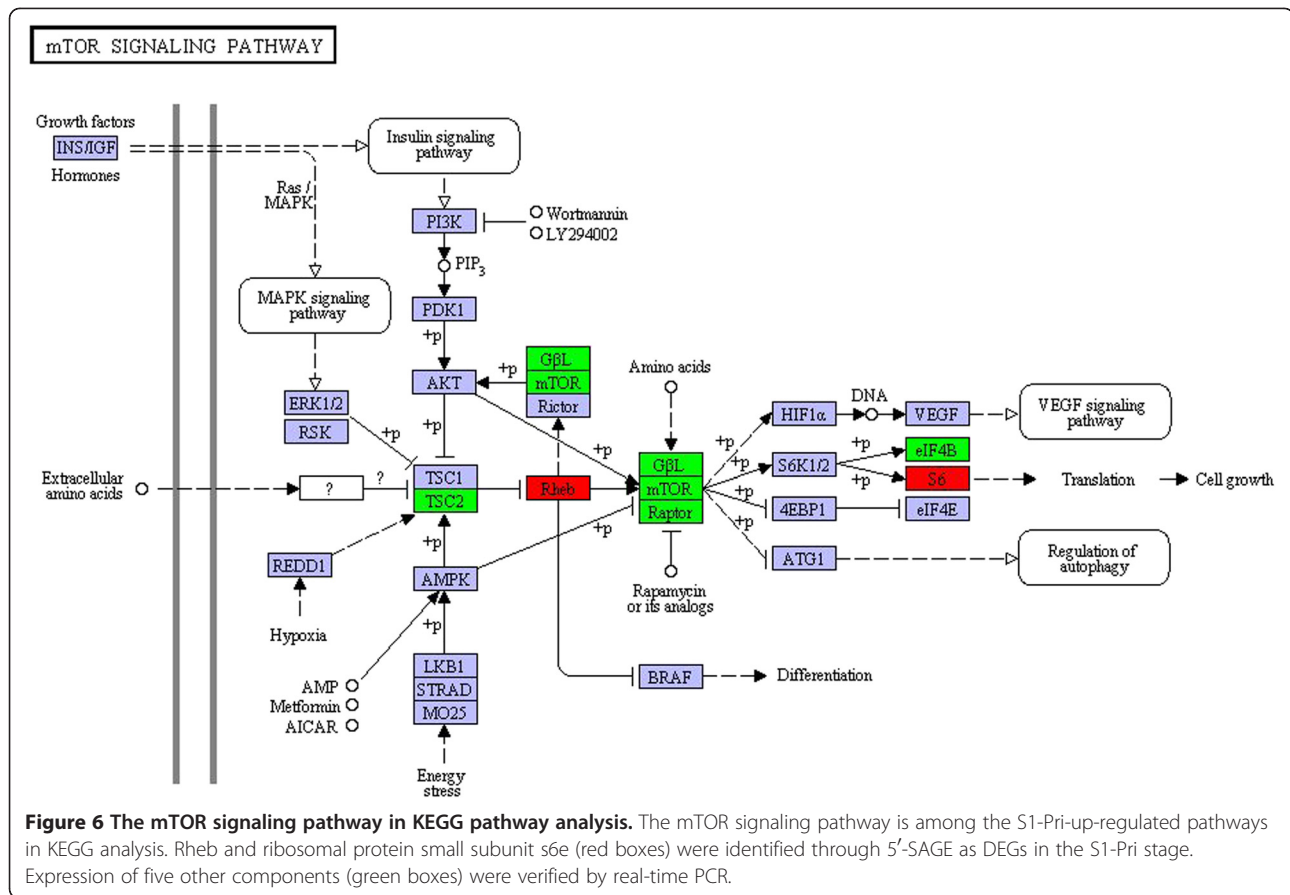 mTOR SIGNALING PATHWAY
Growth factors
INS/IGF
Hormones
Insulin signaling
pathway
Ras /
MAPK
PI3K
Wortmannin
LY294002
PIP3
MAPK signaling
pathway
PDK1
+p
GβL
mTOR
Rictor
+p
AKT
Amino acids
ERK1/2
RSK
+p
+p
+p
HIF1α
DNA
VEGF
VEGF signaling
pathway
+p
+p
S6K1/2
+p
eIF4B
Extracellular
amino acids
?
?
TSC1
TSC2
Rheb
GβL
mTOR
Raptor
+p
S6
Translation
Cell growth
+p
4EBP1
eIF4E
+p
+p
+p
ATG1
Regulation of
autophagy
REDD1
AMPK
Hypoxia
+p
Rapamycin
or its analogs
LKB1
STRAD
MO25
BRAF
Differentiation
AMP
Metformin
AICAR
Energy
stress
Figure 6 The mTOR signaling pathway in KEGG pathway analysis. The mTOR signaling pathway is among the S1-Pri-up-regulated pathways
in KEGG analysis. Rheb and ribosomal protein small subunit s6e (red boxes) were identified through 5′-SAGE as DEGs in the S1-Pri stage.
Expression of five other components (green boxes) were verified by real-time PCR.